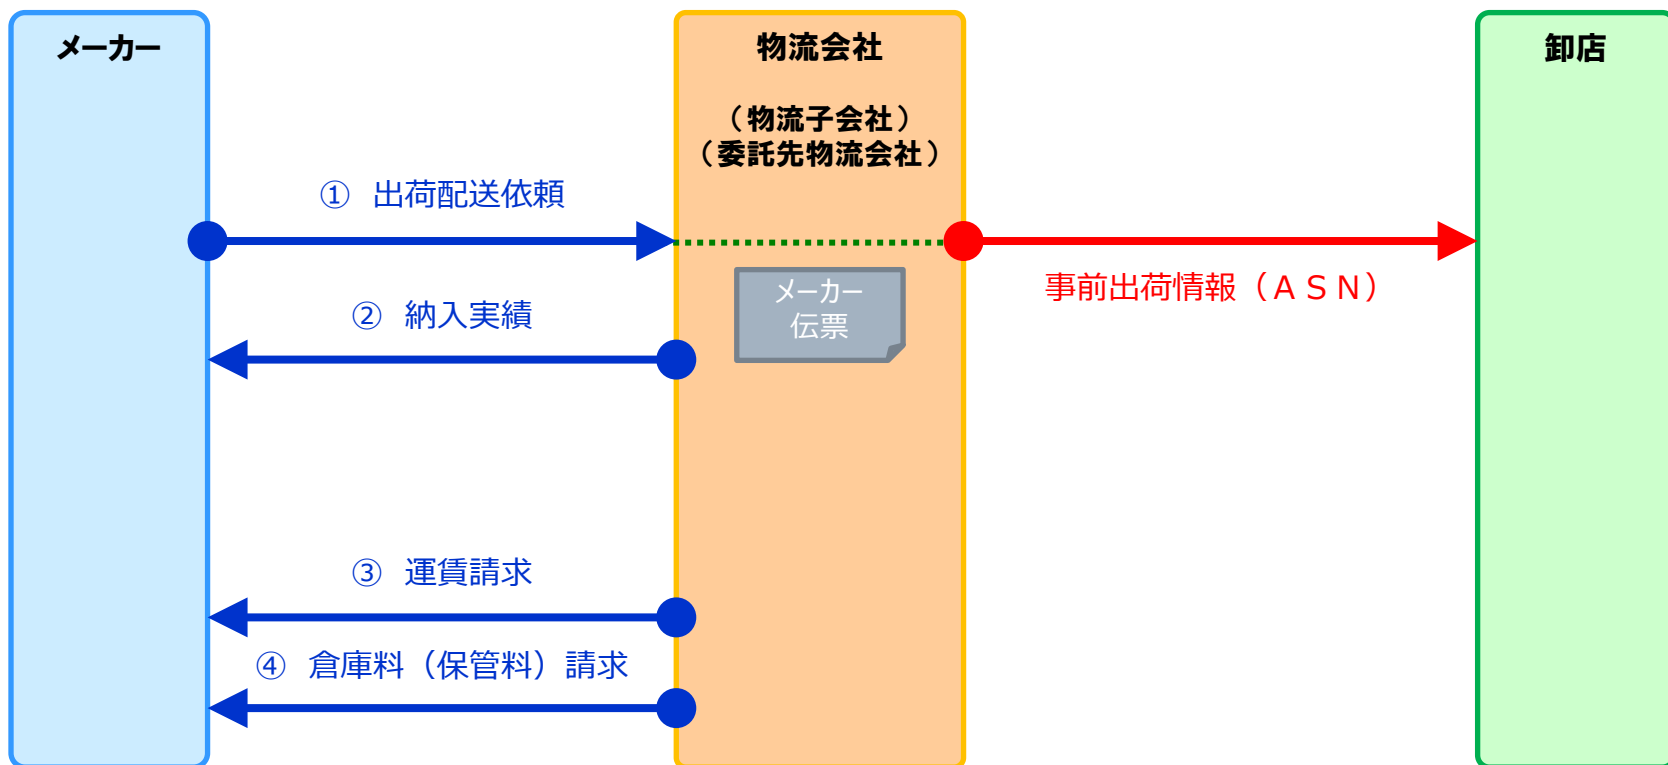 メーカー
物流会社
（物流子会社）
（委託先物流会社）
卸店
① 出荷配送依頼
事前出荷情報（ＡＳＮ）
メーカー
伝票
② 納入実績
③ 運賃請求
④ 倉庫料（保管料）請求